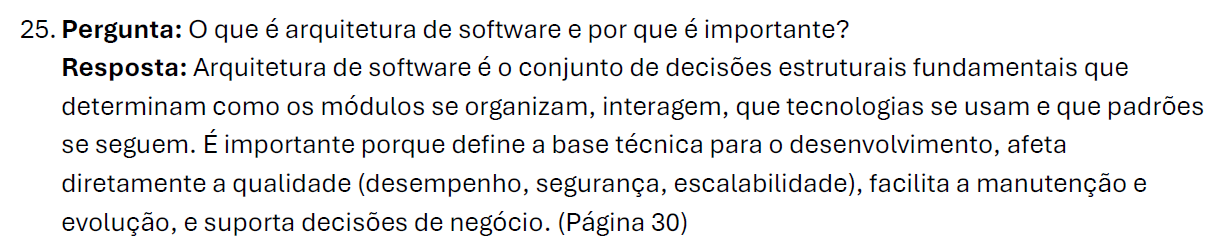 25. Pergunta: O que é arquitetura de software e por que é importante?
Resposta: Arquitetura de software é o conjunto de decisões estruturais fundamentais que
determinam como os módulos se organizam, interagem, que tecnologias se usam e que padrões
se seguem. É importante porque define a base técnica para o desenvolvimento, afeta
diretamente a qualidade (desempenho, segurança, escalabilidade), facilita a manutenção e
evolução, e suporta decisões de negócio. (Página 30)